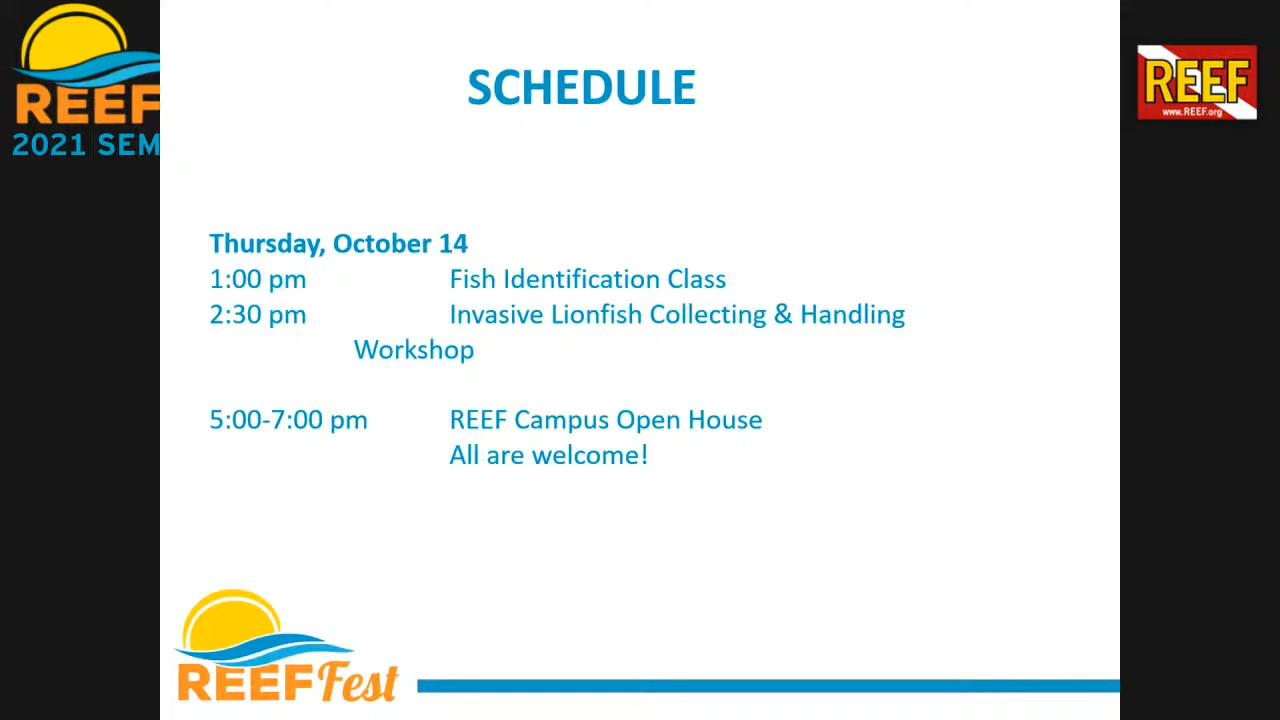 REEF
2021 SEM
REEF
www.REEF.org
SCHEDULE
Thursday, October 14
1:00 pm Fish Identification Class
2:30 pm Invasive Lionfish Collecting & Handling
Workshop
5:00-7:00 pm REEF Campus Open House
All are welcome!
REEF Fest